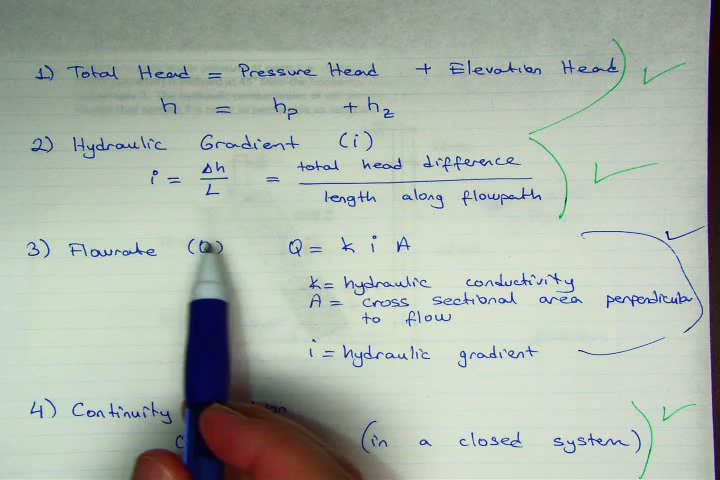 1) Total Head = Pressure Head + Elevation Head
h = hp + hz
2) Hydraulic Gradient (i)
i = Δh / L = total head difference / length along flowpath
3) Flowrate (Q) Q = k i A
k = hydraulic conductivity
A = cross sectional area perpendicular
to flow
i = hydraulic gradient
4) Continuity
(in a closed system)